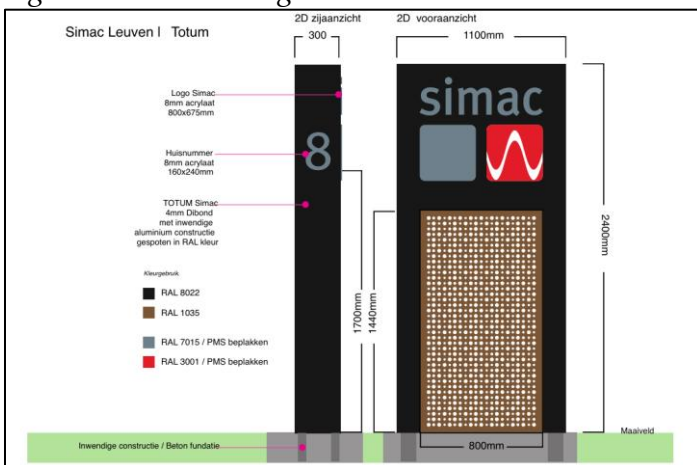 Simac Leuven | Totum
2D zijaanzicht
300
2D vooraanzicht
1100mm
Logo Simac
8mm acrylaat
800x675mm
simac
Huisnummer
8mm acrylaat
160x240mm
8
TOTUM Simac
4mm Dibond
met inwendige
aluminium constructie
gespoten in RAL kleur
Kleurgebruik.
RAL 8022
RAL 1035
RAL 7015 / PMS beplakken
RAL 3001 / PMS beplakken
1700mm
1440mm
2400mm
Maaiveld
Inwendige constructie / Beton fundatie
800mm